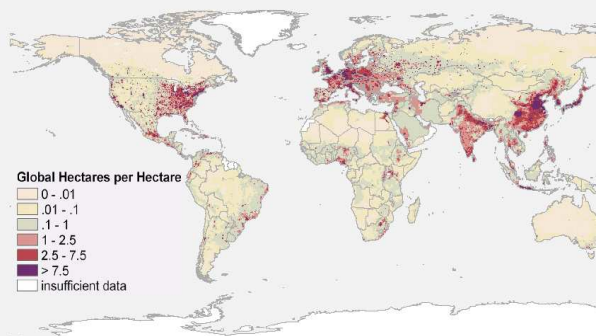 Global Hectares per Hectare
0 - .01
.01 - .1
.1 - 1
1 - 2.5
2.5 - 7.5
> 7.5
insufficient data